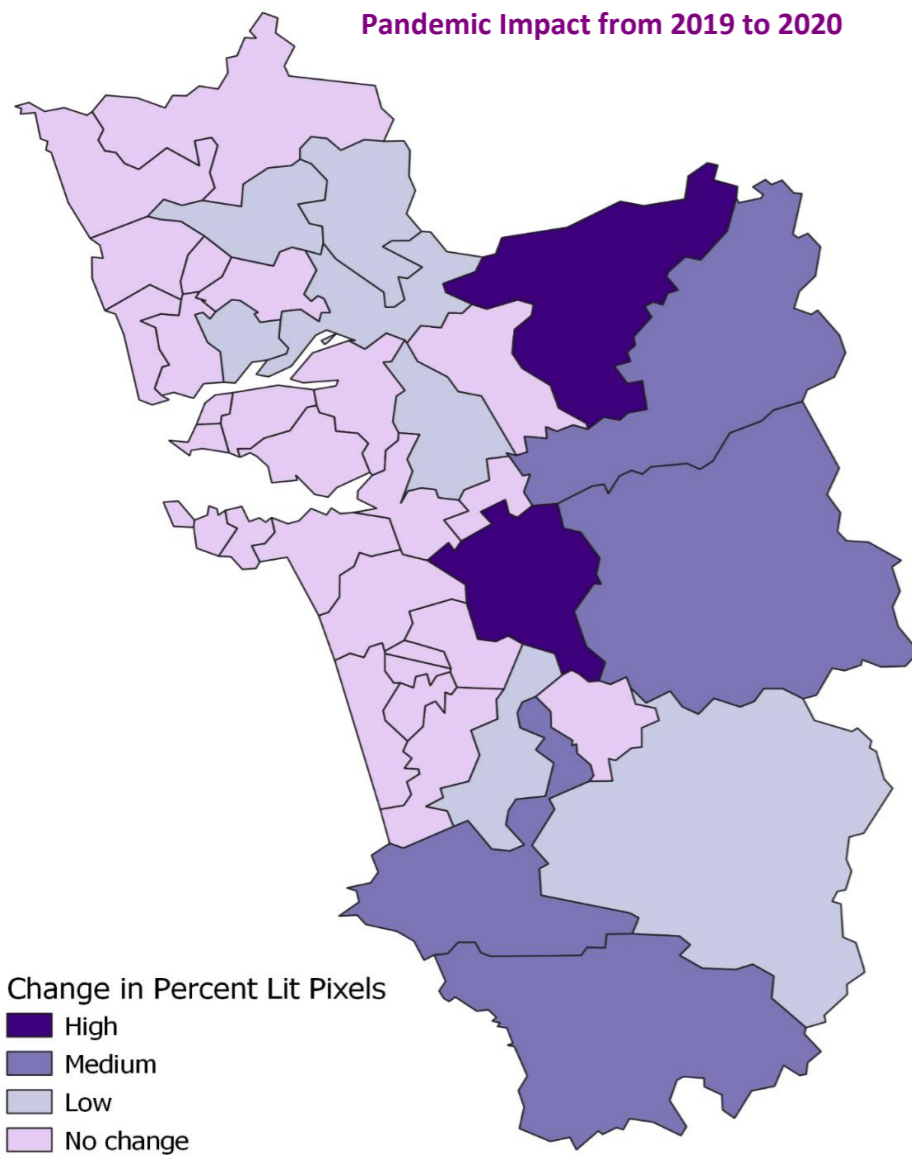 Pandemic Impact from 2019 to 2020
Change in Percent Lit Pixels
High
Medium
Low
No change